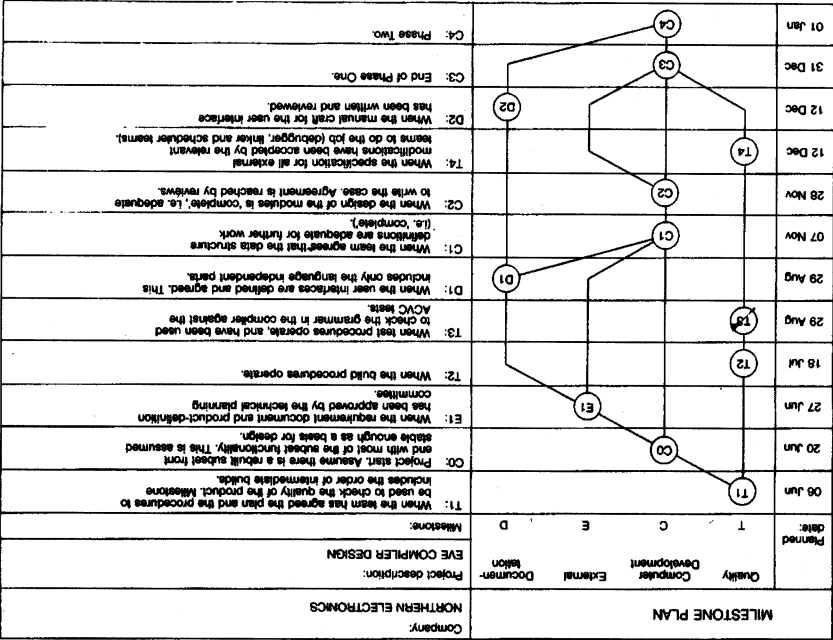 MILESTONE PLAN
Company:
NORTHERN ELECTRONICS
Planned
date:
Quality
Computer
Development
External
Documen-
tation
Project description:
EVE COMPILER DESIGN
T
C
E
D
Milestone:
06 Jun
T1
T1: When the team has agreed the plan and the procedures to
be used to check the quality of the product. Milestone
includes the order of intermediate builds.
20 Jun
C0
C0: Project start. Assume there is a rebuilt subset front
end with most of the subset functionality. This is assumed
stable enough as a basis for design.
27 Jun
E1
E1: When the requirement document and product-definition
has been approved by the technical planning
committee.
18 Jul
T2
T2: When the build procedures operate.
29 Aug
T3
T3: When test procedures operate, and have been used
to check the grammer in the compiler against the
ACVC tests.
29 Aug
D1
D1: When the user interfaces are defined and agreed. This
includes only the language independent parts.
07 Nov
C1
C1: When the team agrees that the data structure
definitions are adequate for further work
(i.e. 'complete').
28 Nov
C2
C2: When the design of the modules is 'complete', i.e. adequate
to write the case. Agreement is reached by reviews.
12 Dec
T4
T4: When the specification for all external
modifications have been accepted by the relevant
teams to do the job (debugger, linker and scheduler teams).
12 Dec
D2
D2: When the manual craft for the user interface
has been written and reviewed.
31 Dec
C3
C3: End of Phase One.
01 Jan
C4
C4: Phase Two.